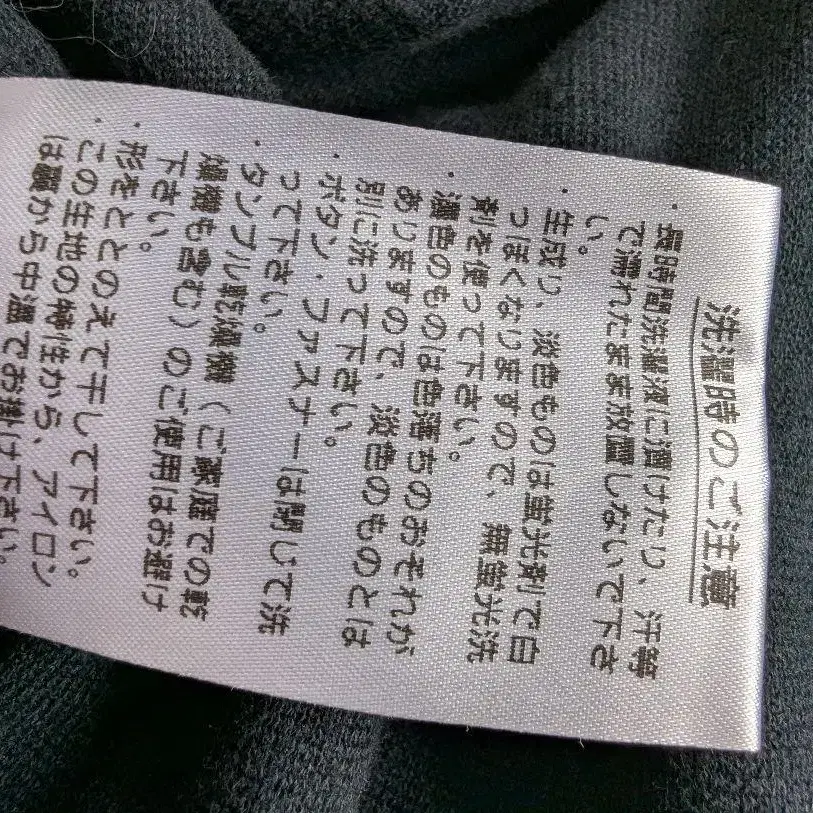 洗濯時のご注意
・長時間洗濯液に漬けたり、汗等
で濡れたまま放置しないで下さ
い。
・生成り、淡色ものは蛍光剤で白
っぽくなりますので、無蛍光洗
剤を使って下さい。
・濃色のものは色落ちのおそれが
ありますので、淡色のものとは
別に洗って下さい。
・ボタン・ファスナーは閉じて洗
って下さい。
・タンブル乾燥機（ご家庭での乾
燥機も含む）のご使用はお避け
下さい。
・形をととのえて干して下さい。
・この生地の特性から、アイロン
は裏から中温でお掛け下さい。